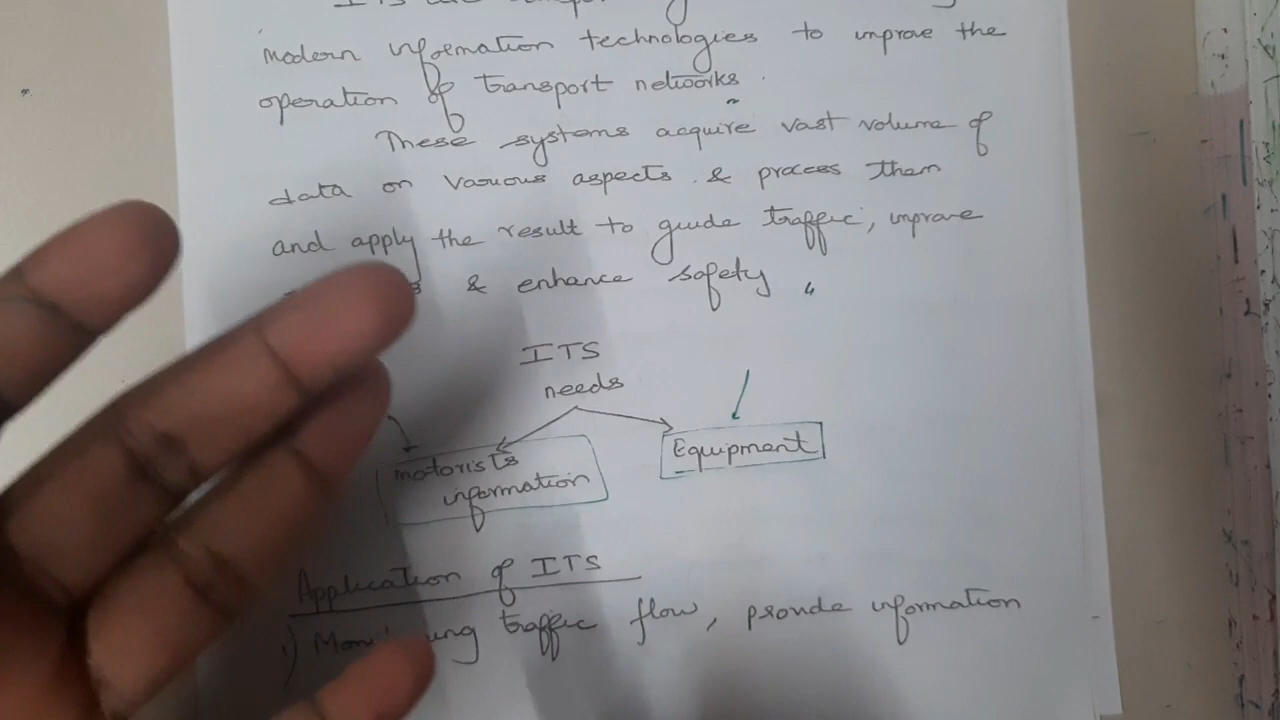 modern information technologies to improve the
operation of transport networks.
These systems acquire vast volume of
data on various aspects & process them
and apply the result to guide traffic, improve
& enhance safety
ITS
needs
motorists
information
Equipment
Application of ITS
1) traffic flow, provide information